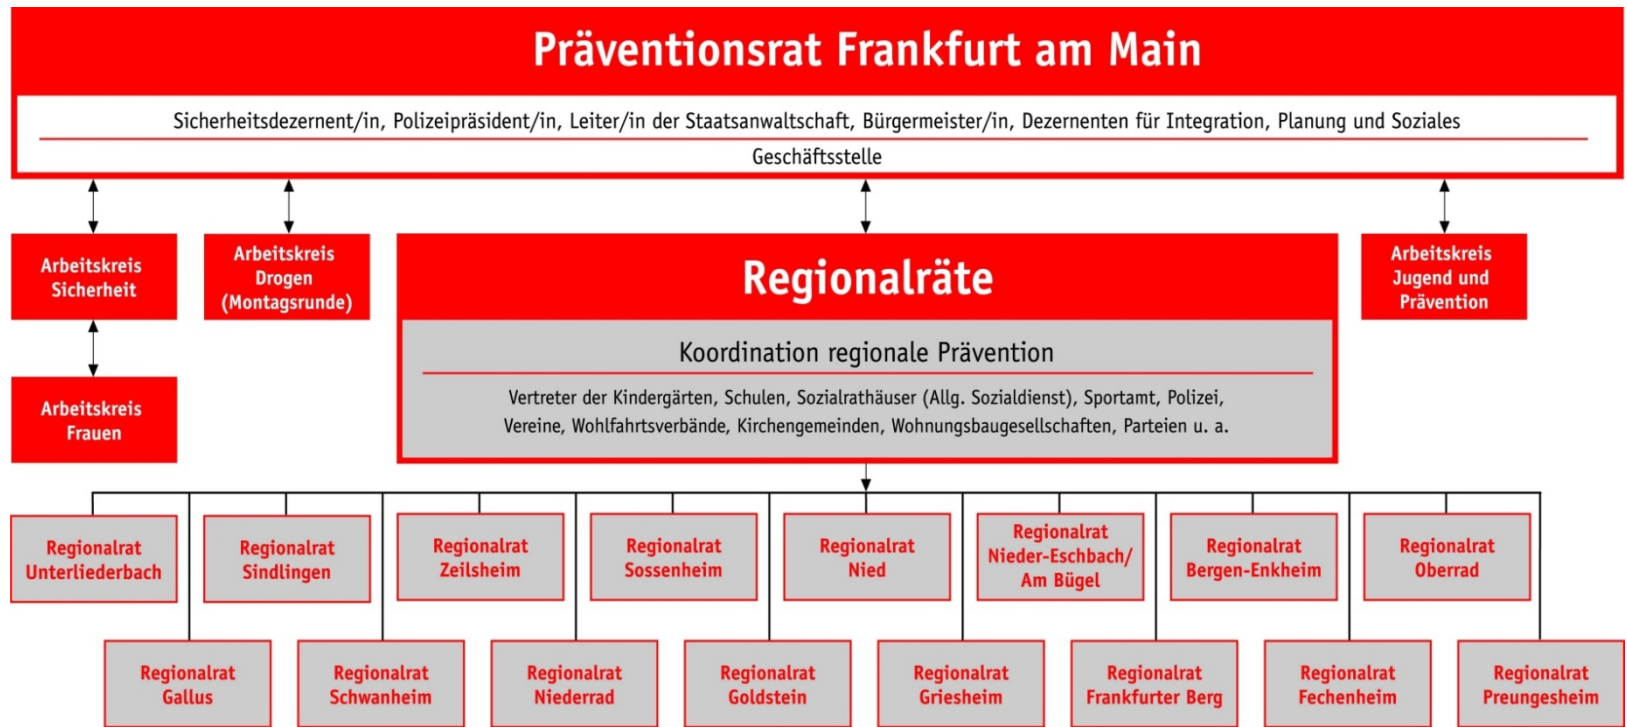 Präventionsrat Frankfurt am Main
Sicherheitsdezernent/in, Polizeipräsident/in, Leiter/in der Staatsanwaltschaft, Bürgermeister/in, Dezernenten für Integration, Planung und Soziales
Geschäftsstelle
Arbeitskreis
Sicherheit
Arbeitskreis
Drogen
(Montagsrunde)
Regionalräte
Koordination regionale Prävention
Vertreter der Kindergärten, Schulen, Sozialrathäuser (Allg. Sozialdienst), Sportamt, Polizei,
Vereine, Wohlfahrtsverbände, Kirchengemeinden, Wohnungsbaugesellschaften, Parteien u. a.
Arbeitskreis
Jugend und
Prävention
Arbeitskreis
Frauen
Regionalrat
Unterliederbach
Regionalrat
Sindlingen
Regionalrat
Zeilsheim
Regionalrat
Sossenheim
Regionalrat
Nied
Regionalrat
Nieder-Eschbach/
Am Bügel
Regionalrat
Bergen-Enkheim
Regionalrat
Oberrad
Regionalrat
Gallus
Regionalrat
Schwanheim
Regionalrat
Niederrad
Regionalrat
Goldstein
Regionalrat
Griesheim
Regionalrat
Frankfurter Berg
Regionalrat
Fechenheim
Regionalrat
Preungesheim